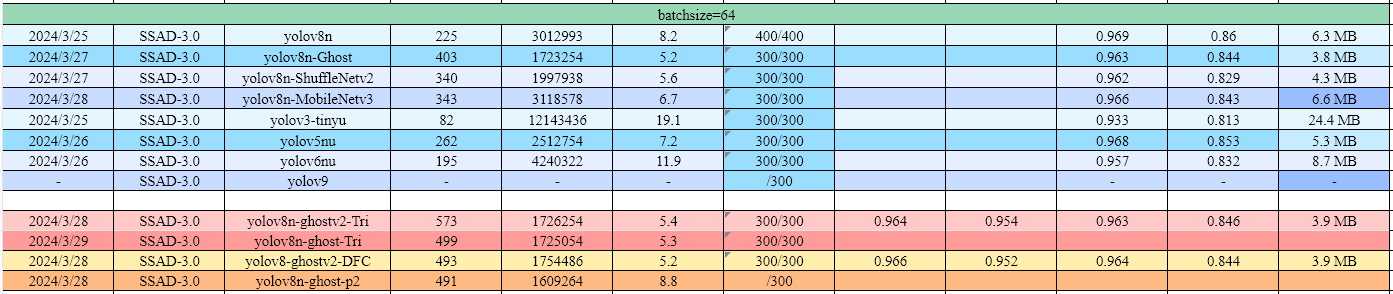 batchsize=64
2024/3/25 SSAD-3.0 yolov8n 225 3012993 8.2 400/400 0.969 0.86 6.3 MB
2024/3/27 SSAD-3.0 yolov8n-Ghost 403 1723254 5.2 300/300 0.963 0.844 3.8 MB
2024/3/27 SSAD-3.0 yolov8n-ShuffleNetv2 340 1997938 5.6 300/300 0.962 0.829 4.3 MB
2024/3/28 SSAD-3.0 yolov8n-MobileNetv3 343 3118578 6.7 300/300 0.966 0.843 6.6 MB
2024/3/25 SSAD-3.0 yolov3-tinyu 82 12143436 19.1 300/300 0.933 0.813 24.4 MB
2024/3/26 SSAD-3.0 yolov5nu 262 2512754 7.2 300/300 0.968 0.853 5.3 MB
2024/3/26 SSAD-3.0 yolov6nu 195 4240322 11.9 300/300 0.957 0.832 8.7 MB
- SSAD-3.0 yolov9 - - - /300 - - -
2024/3/28 SSAD-3.0 yolov8n-ghostv2-Tri 573 1726254 5.4 300/300 0.964 0.954 0.963 0.846 3.9 MB
2024/3/29 SSAD-3.0 yolov8n-ghost-Tri 499 1725054 5.3 300/300
2024/3/28 SSAD-3.0 yolov8-ghostv2-DFC 493 1754486 5.2 300/300 0.966 0.952 0.964 0.844 3.9 MB
2024/3/28 SSAD-3.0 yolov8n-ghost-p2 491 1609264 8.8 /300